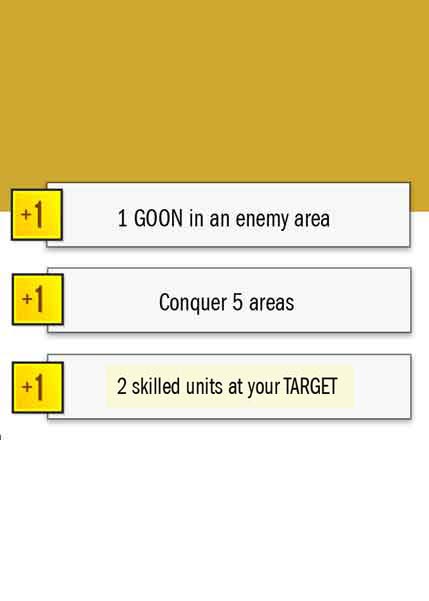 +1 1 GOON in an enemy area
+1 Conquer 5 areas
+1 2 skilled units at your TARGET